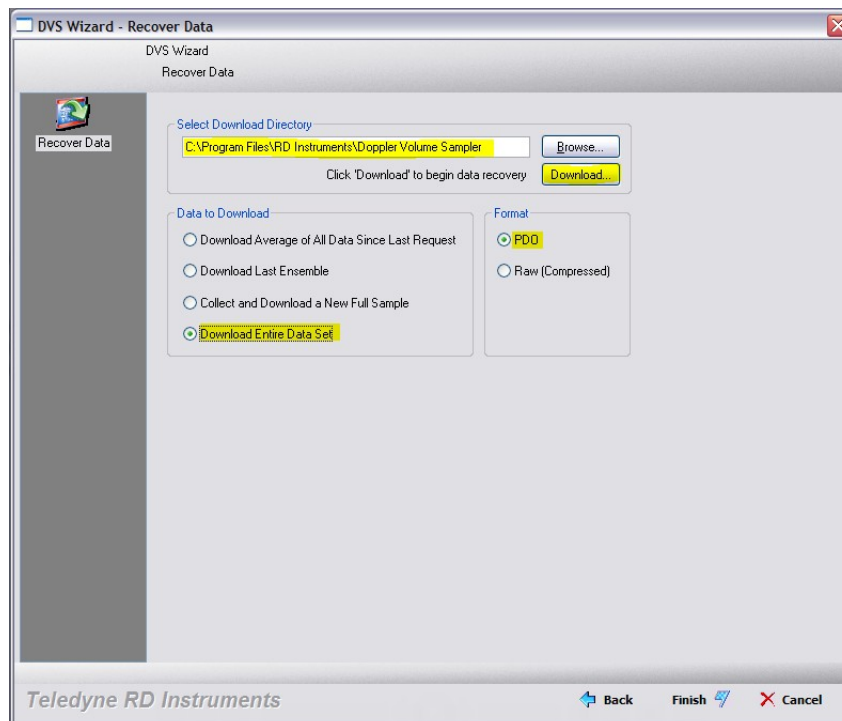 DVS Wizard - Recover Data
DVS Wizard
Recover Data
Recover Data
Select Download Directory
C:\Program Files\RD Instruments\Doppler Volume Sampler
Browse...
Click 'Download' to begin data recovery
Download...
Data to Download
Download Average of All Data Since Last Request
Download Last Ensemble
Collect and Download a New Full Sample
Download Entire Data Set
Format
PD0
Raw (Compressed)
Teledyne RD Instruments
Back
Finish
Cancel